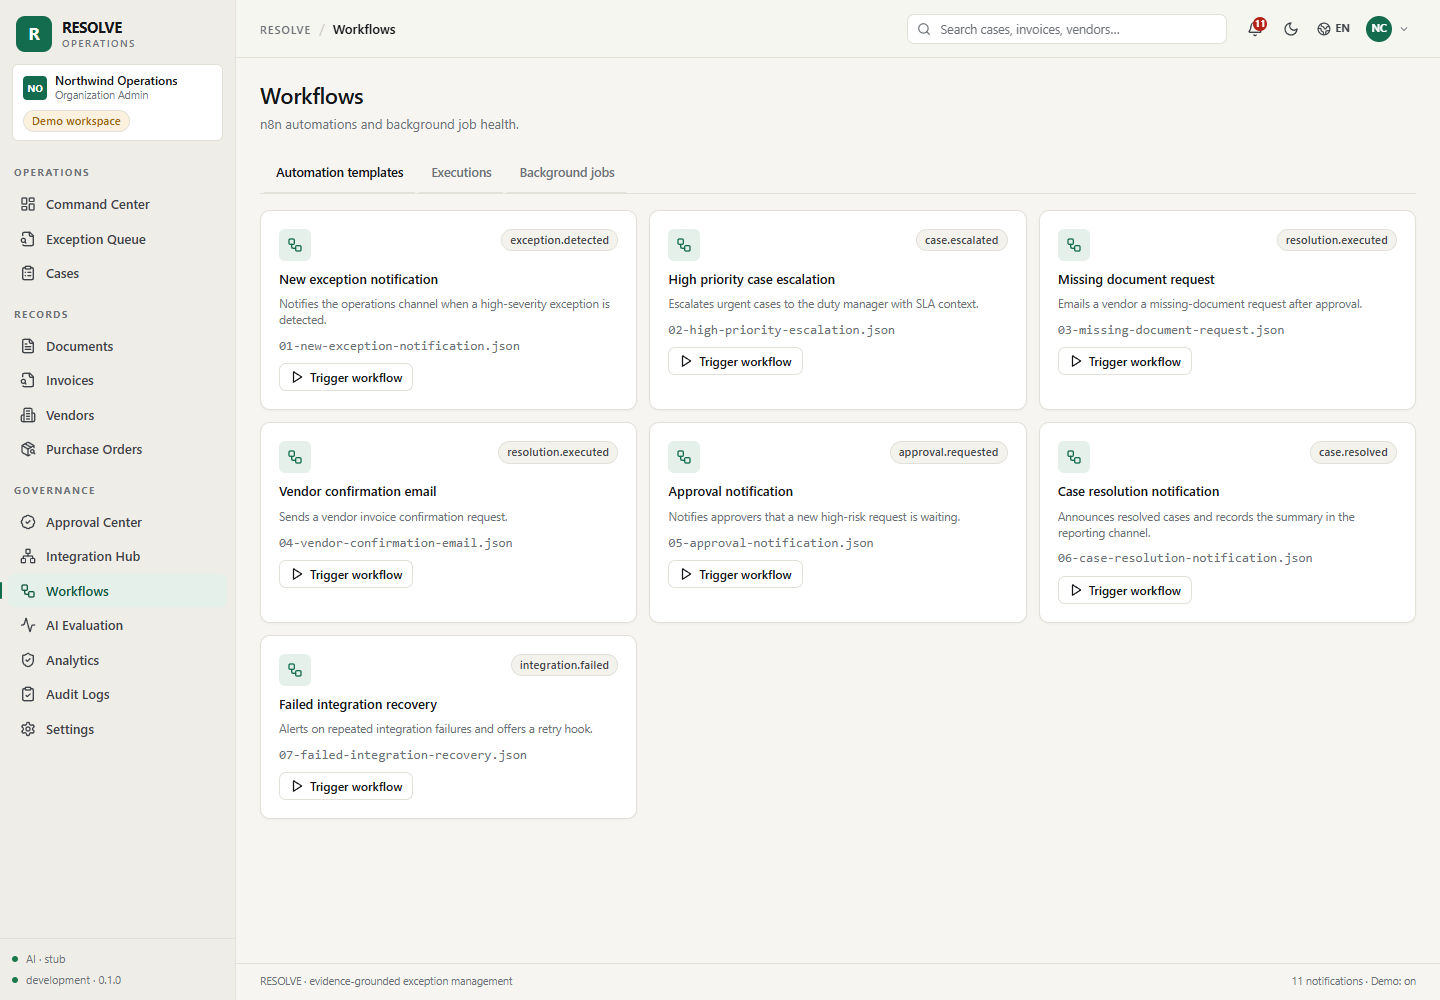 R
RESOLVE
OPERATIONS
NO
Northwind Operations
Organization Admin
Demo workspace
OPERATIONS
Command Center
Exception Queue
Cases
RECORDS
Documents
Invoices
Vendors
Purchase Orders
GOVERNANCE
Approval Center
Integration Hub
Workflows
AI Evaluation
Analytics
Audit Logs
Settings
AI · stub
development · 0.1.0
RESOLVE / Workflows
Search cases, invoices, vendors...
11
EN
NC
Workflows
n8n automations and background job health.
Automation templates
Executions
Background jobs
exception.detected
New exception notification
Notifies the operations channel when a high-severity exception is
detected.
01-new-exception-notification.json
Trigger workflow
case.escalated
High priority case escalation
Escalates urgent cases to the duty manager with SLA context.
02-high-priority-escalation.json
Trigger workflow
resolution.executed
Missing document request
Emails a vendor a missing-document request after approval.
03-missing-document-request.json
Trigger workflow
resolution.executed
Vendor confirmation email
Sends a vendor invoice confirmation request.
04-vendor-confirmation-email.json
Trigger workflow
approval.requested
Approval notification
Notifies approvers that a new high-risk request is waiting.
05-approval-notification.json
Trigger workflow
case.resolved
Case resolution notification
Announces resolved cases and records the summary in the
reporting channel.
06-case-resolution-notification.json
Trigger workflow
integration.failed
Failed integration recovery
Alerts on repeated integration failures and offers a retry hook.
07-failed-integration-recovery.json
Trigger workflow
RESOLVE · evidence-grounded exception management
11 notifications · Demo: on